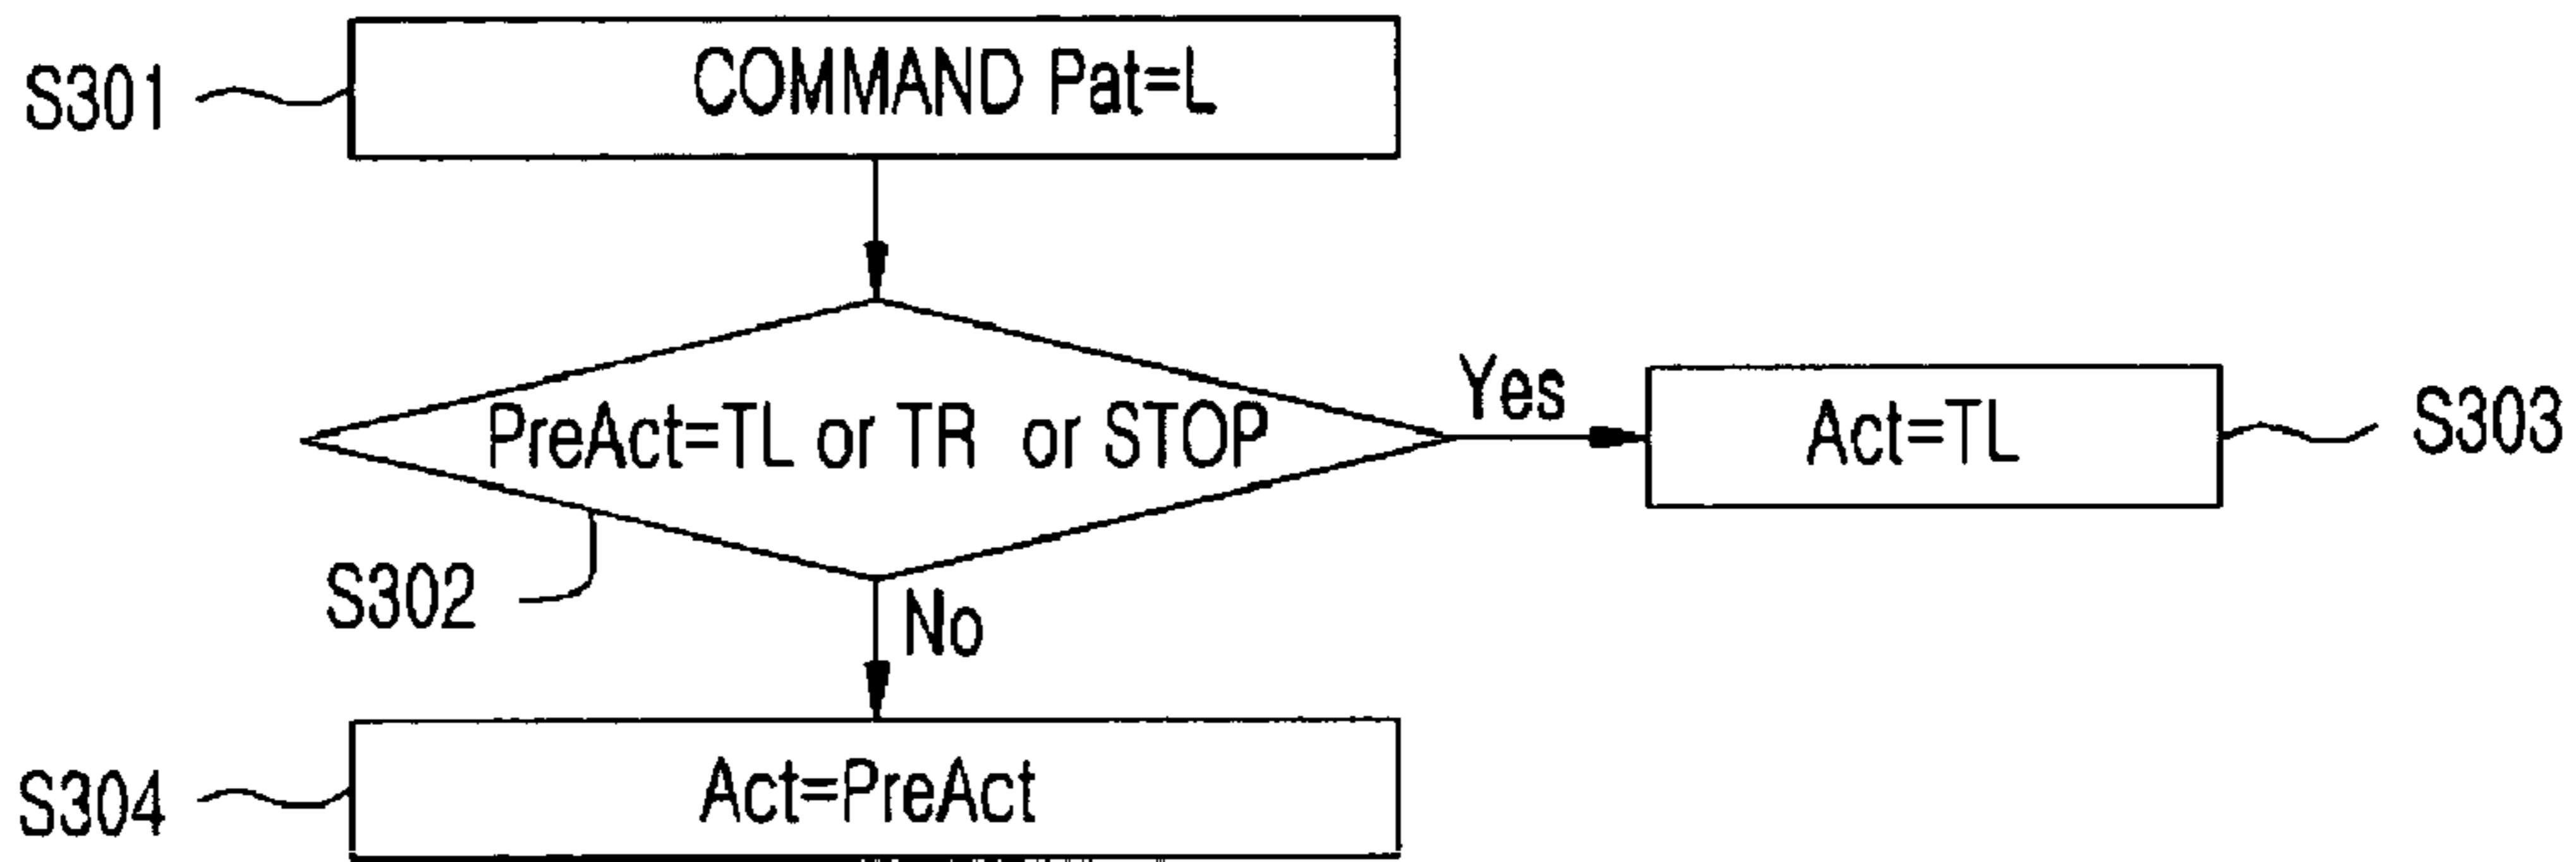 S301
COMMAND Pat=L
PreAct=TL or TR or STOP
Yes
Act=TL
S303
S302
No
S304
Act=PreAct